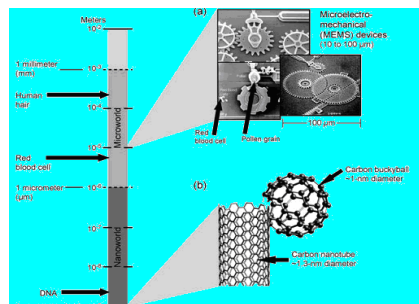 Meters
10-2
1 millimeter
(mm)
10-3
Human
hair
10-4
Microworld
10-5
Red
blood cell
1 micrometer
(μm)
10-6
10-7
Nanoworld
10-8
DNA
(a)
Microelectro-
mechanical
(MEMS) devices
(10 to 100 μm)
Red
blood cell
Pollen grain
100 μm
(b)
Carbon buckyball
~1-nm diameter
Carbon nanotube
~1.3-nm diameter